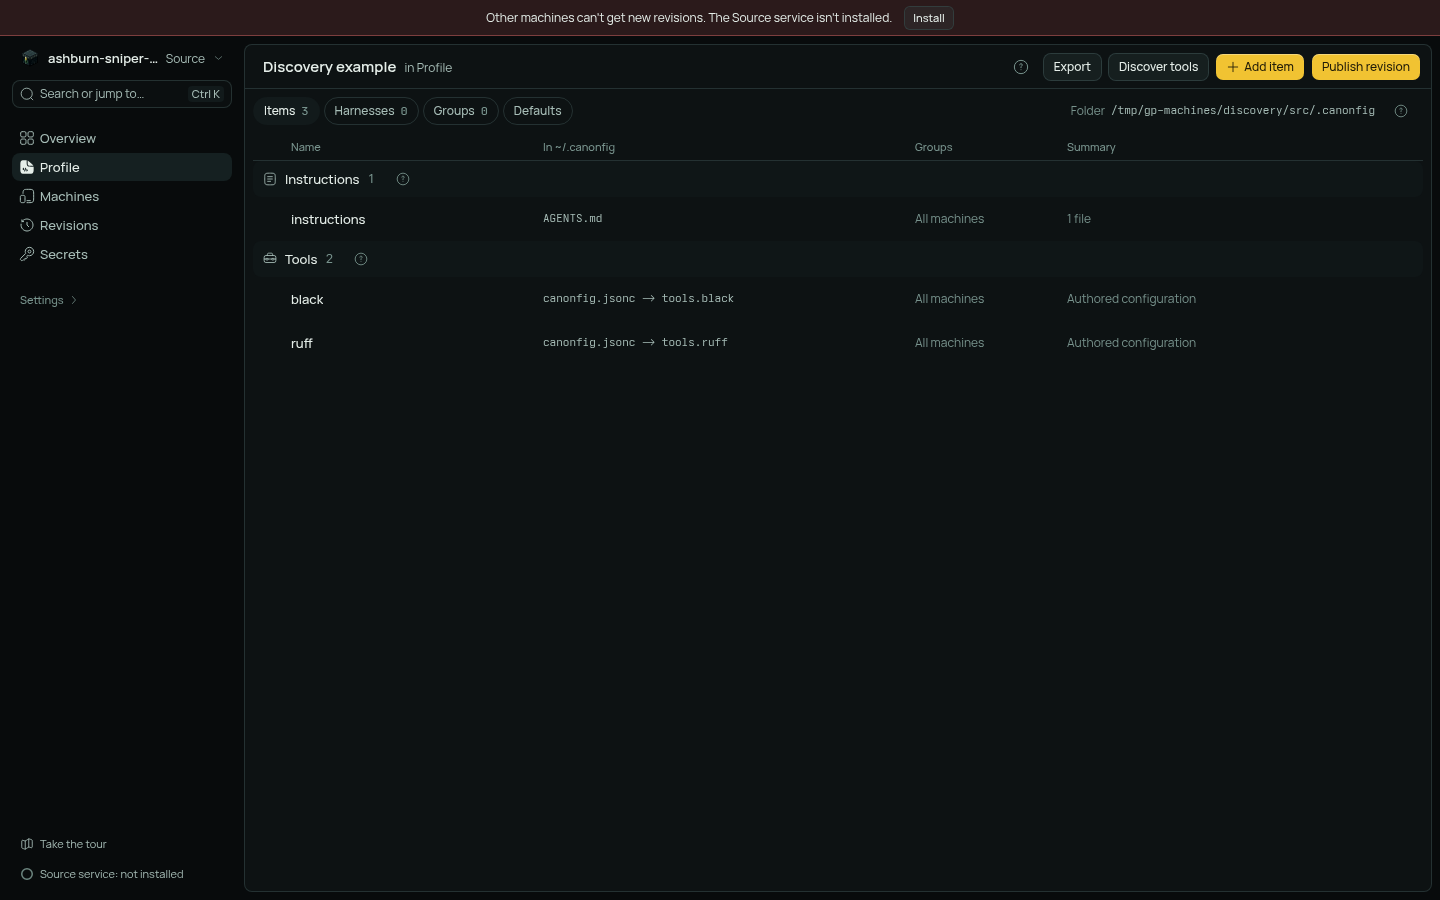 Other machines can't get new revisions. The Source service isn't installed. Install
ashburn-sniper-... Source
Search or jump to... Ctrl K
Overview
Profile
Machines
Revisions
Secrets
Settings
Take the tour
Source service: not installed
Discovery example in Profile
Export Discover tools Add item Publish revision
Items 3 Harnesses 0 Groups 0 Defaults
Folder /tmp/gp-machines/discovery/src/.canonfig
Name In ~/.canonfig Groups Summary
Instructions 1
instructions AGENTS.md All machines 1 file
Tools 2
black canonfig.jsonc → tools.black All machines Authored configuration
ruff canonfig.jsonc → tools.ruff All machines Authored configuration